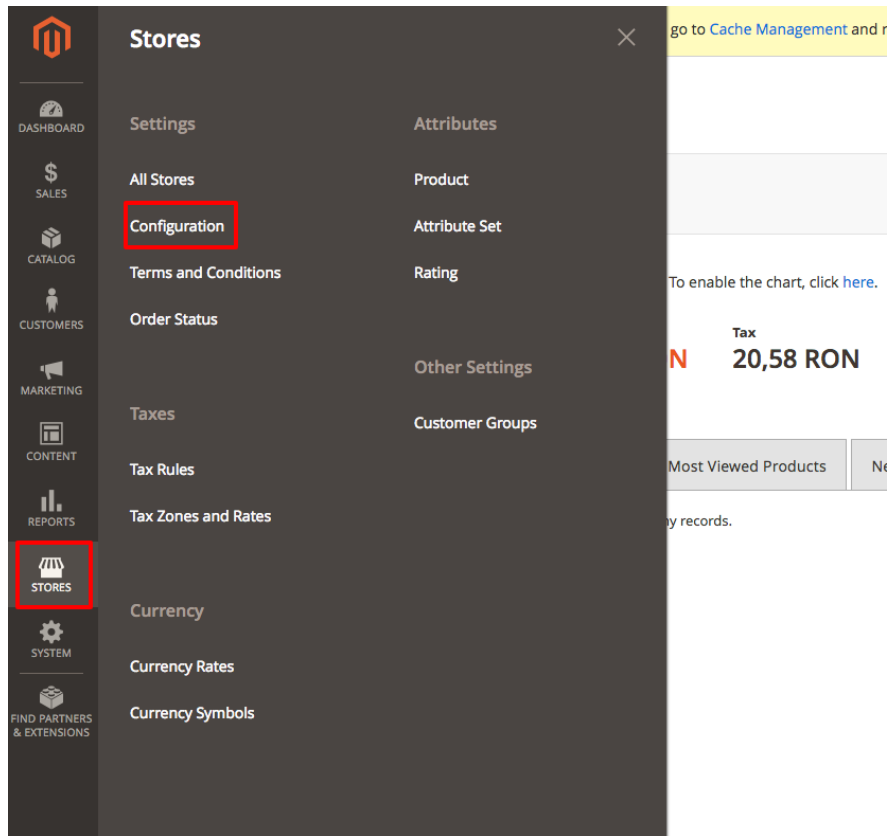 DASHBOARD
SALES
CATALOG
CUSTOMERS
MARKETING
CONTENT
REPORTS
STORES
SYSTEM
FIND PARTNERS
& EXTENSIONS
Stores
Settings
All Stores
Configuration
Terms and Conditions
Order Status
Taxes
Tax Rules
Tax Zones and Rates
Currency
Currency Rates
Currency Symbols
Attributes
Product
Attribute Set
Rating
Other Settings
Customer Groups
go to Cache Management and r
To enable the chart, click here.
Tax
N 20,58 RON
Most Viewed Products Ne
y records.